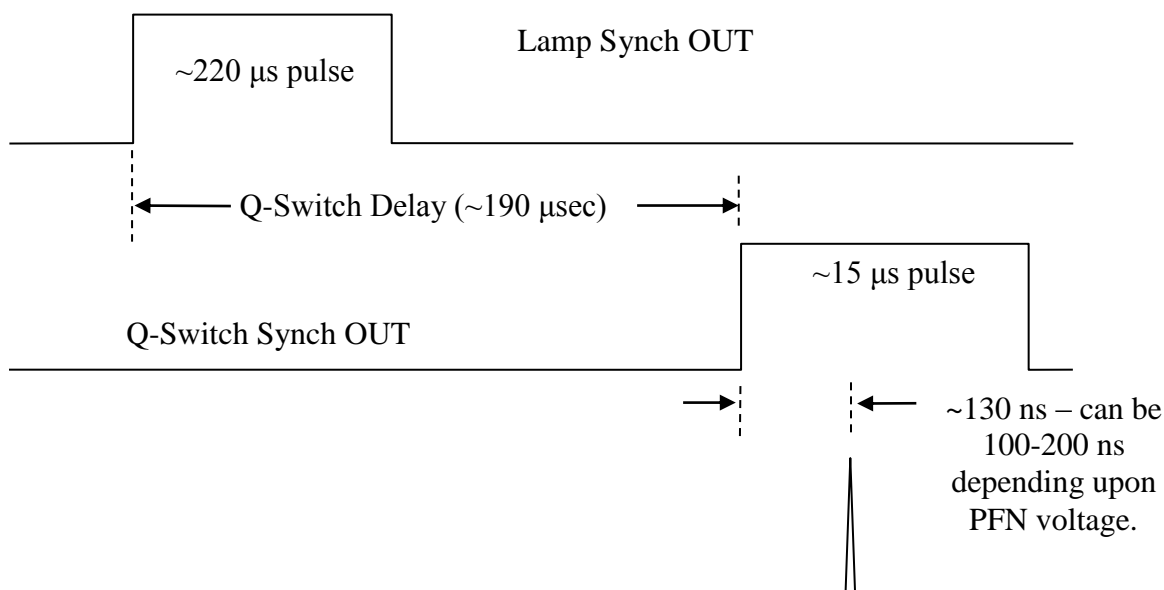 Lamp Synch OUT
~220 μs pulse
Q-Switch Delay (~190 μsec)
~15 μs pulse
Q-Switch Synch OUT
~130 ns – can be
100-200 ns
depending upon
PFN voltage.